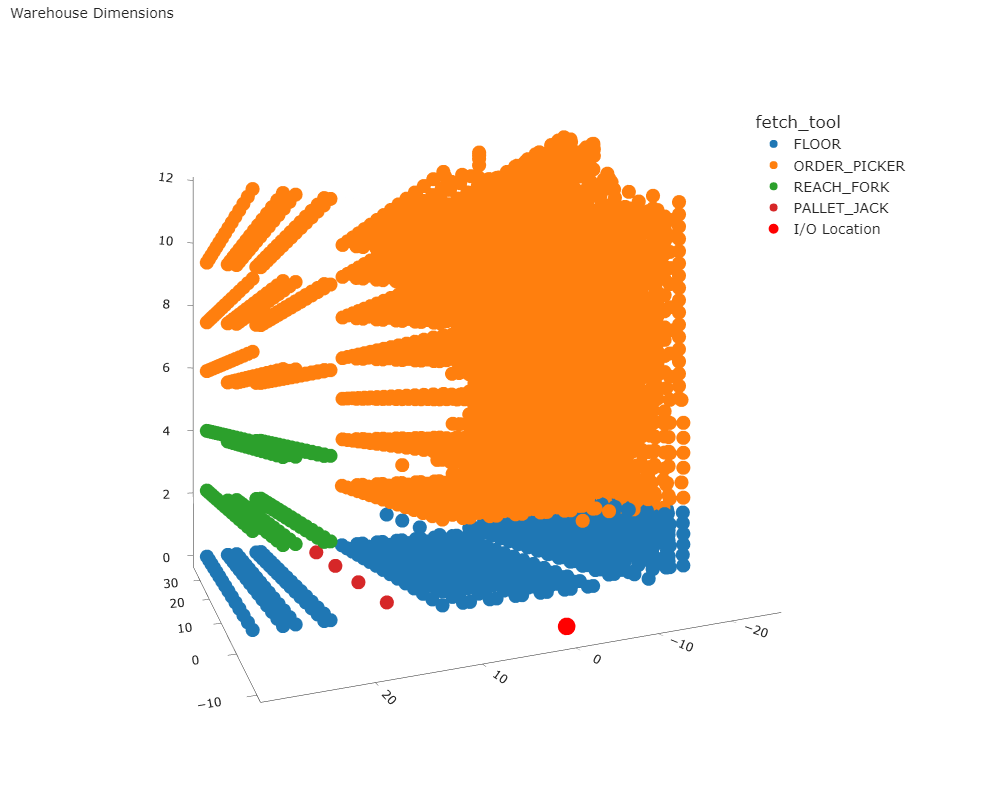 Warehouse Dimensions
fetch_tool
FLOOR
ORDER_PICKER
REACH_FORK
PALLET_JACK
I/O Location
12
10
8
6
4
2
0
30
20
10
0
−10
20
10
0
−10
−20